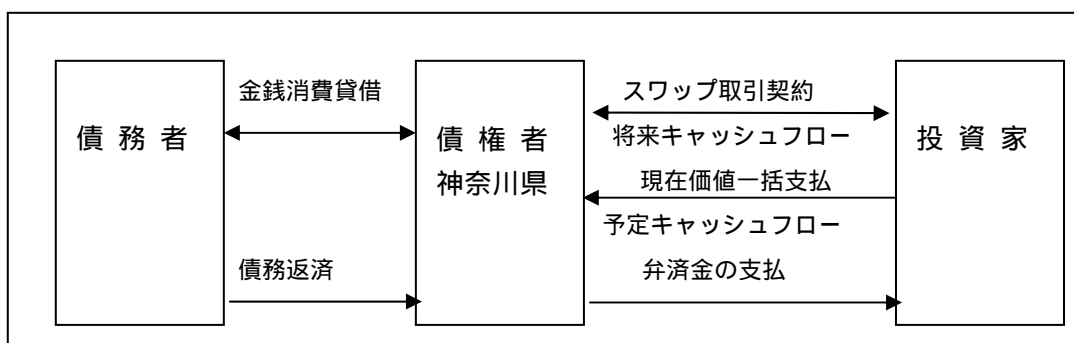 債務者
金銭消費貸借
債務返済
債権者
神奈川県
スワップ取引契約
将来キャッシュフロー
現在価値一括支払
予定キャッシュフロー
弁済金の支払
投資家